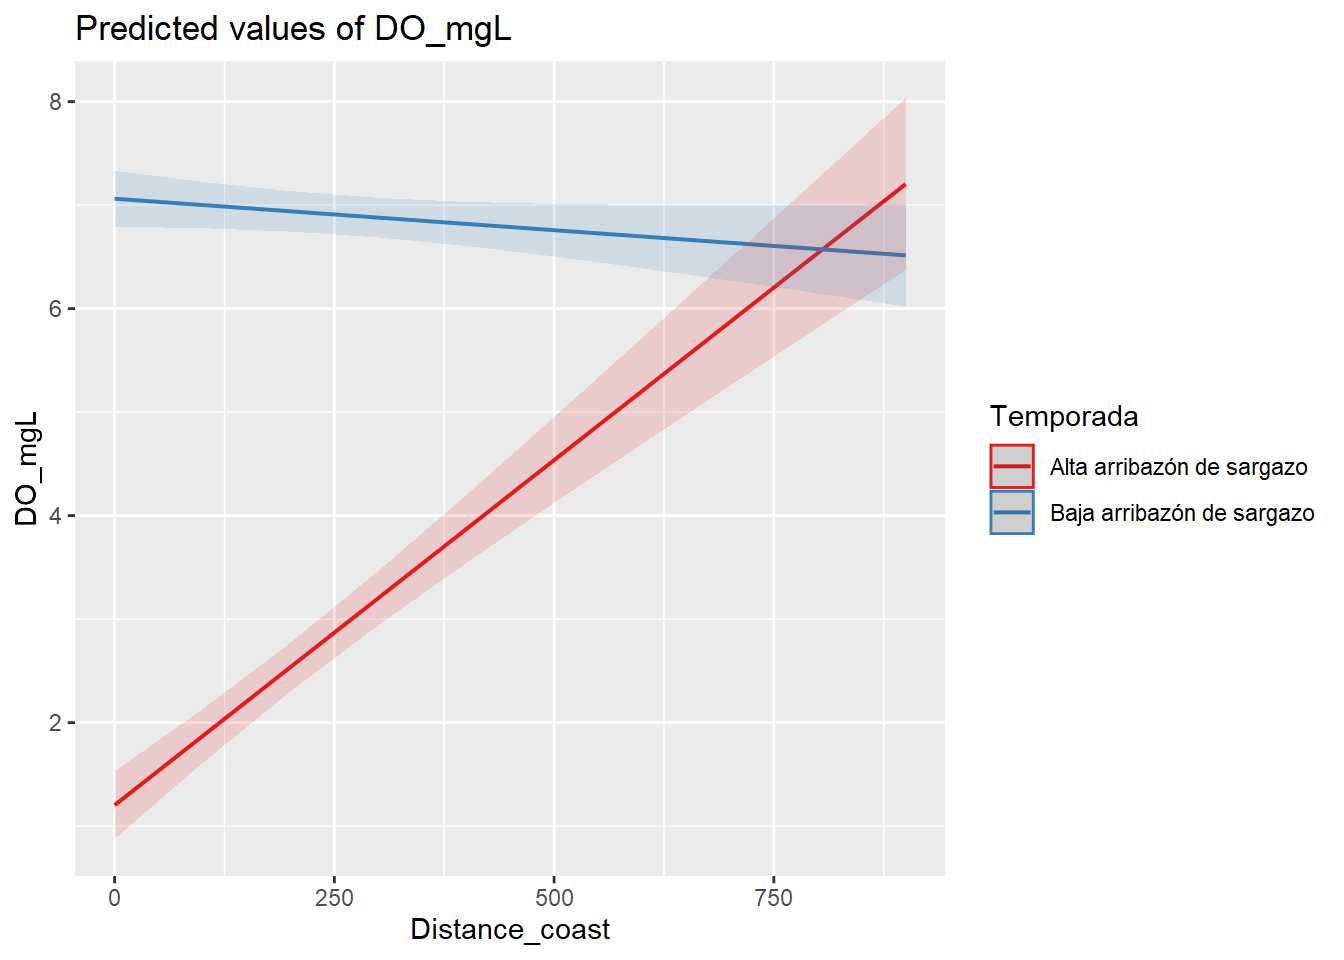 Predicted values of DO_mgL
8
6
4
2
DO_mgL
0 250 500 750
Distance_coast
Temporada
Alta arribazón de sargazo
Baja arribazón de sargazo